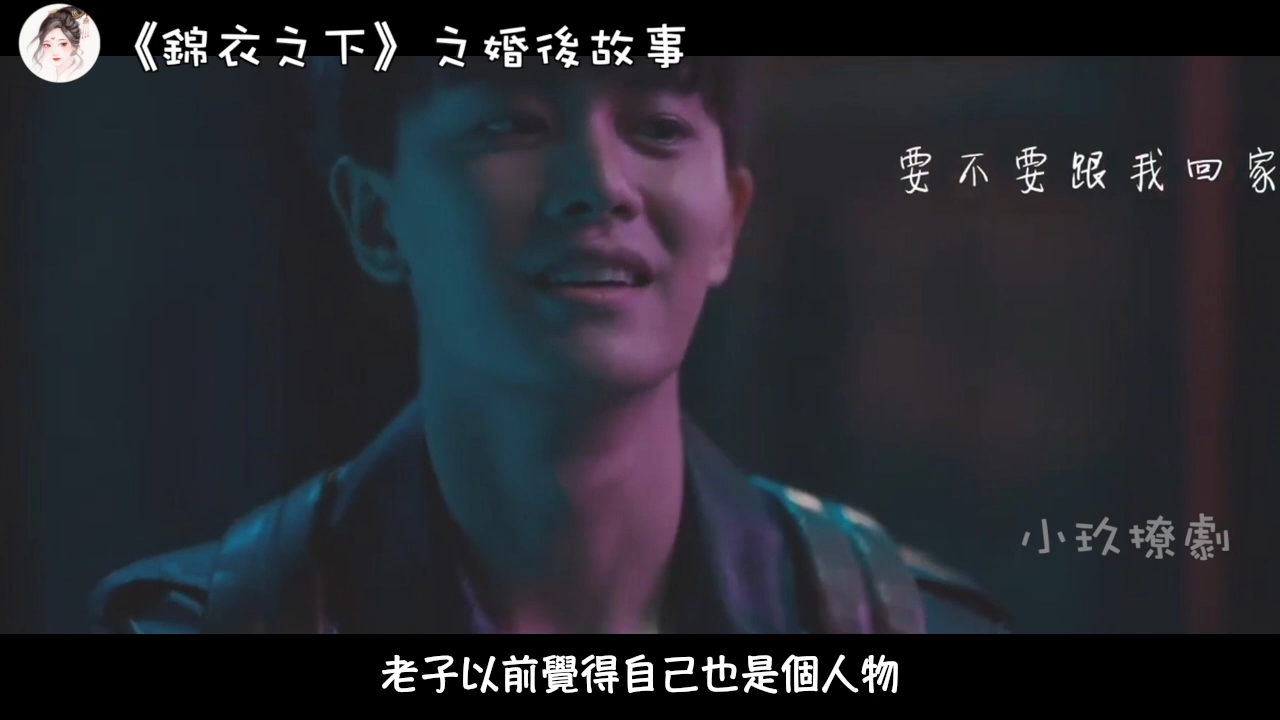 《錦衣之下》之婚後故事
要不要跟我回家
小玖撩劇
老子以前覺得自己也是個人物